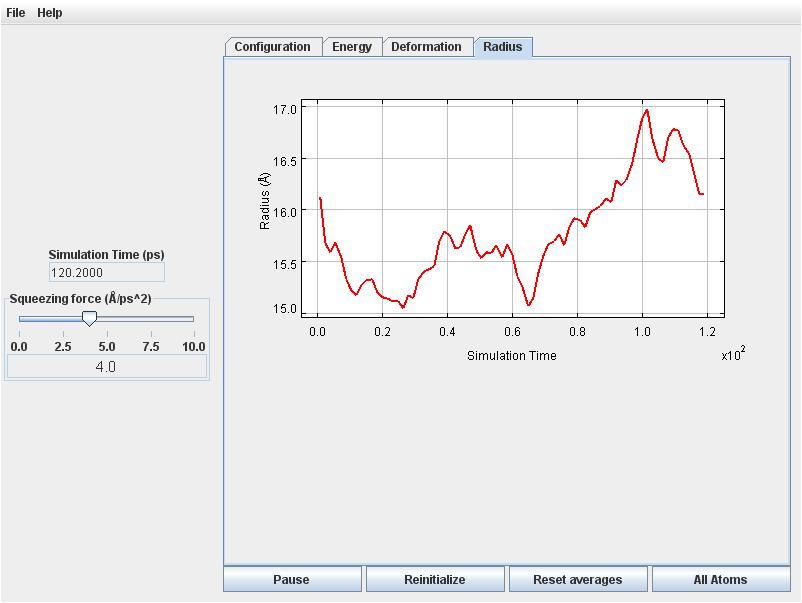 File Help
Configuration Energy Deformation Radius
17.0
16.5
16.0
15.5
15.0
Radius (Å)
0.0 0.2 0.4 0.6 0.8 1.0 1.2
Simulation Time
x10^2
Simulation Time (ps)
120.2000
Squeezing force (Å/ps^2)
0.0 2.5 5.0 7.5 10.0
4.0
Pause Reinitialize Reset averages All Atoms